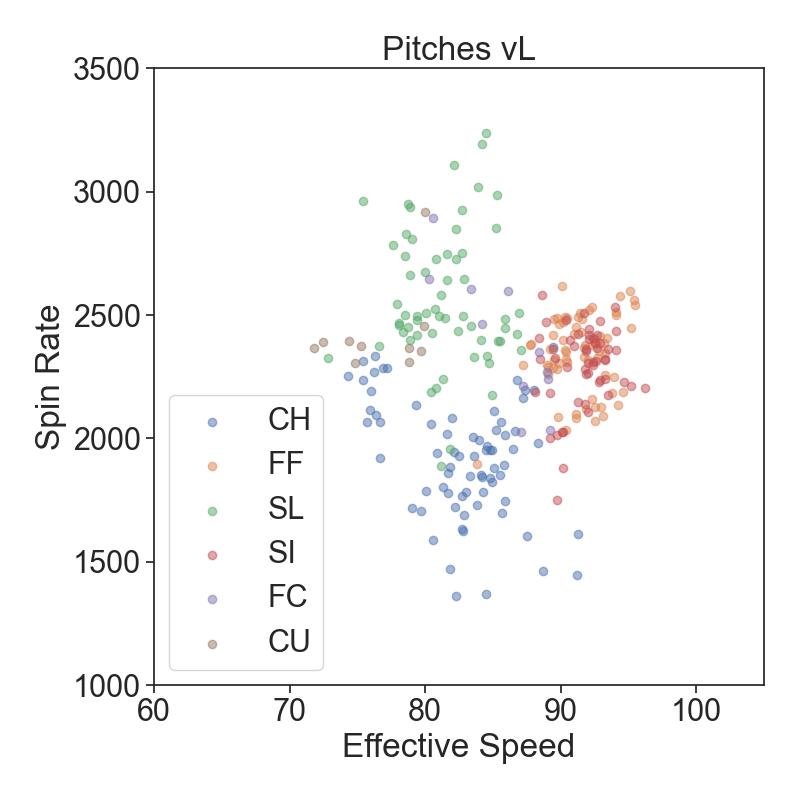 Pitches vL
3500
3000
2500
2000
1500
1000
Spin Rate
CH
FF
SL
SI
FC
CU
60 70 80 90 100
Effective Speed